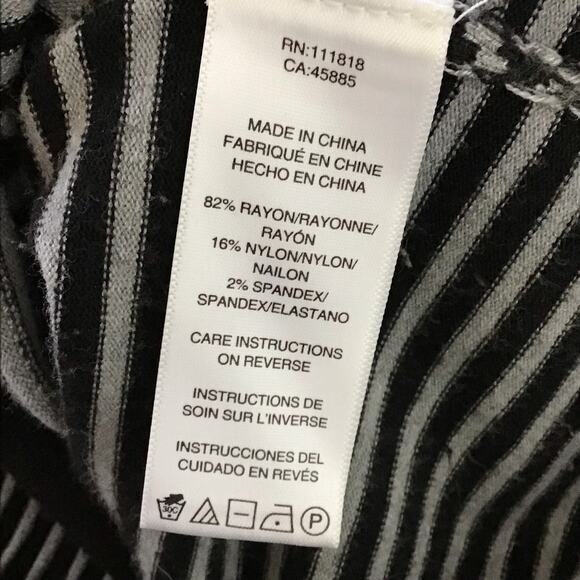 RN:111818
CA:45885
MADE IN CHINA
FABRIQUÉ EN CHINE
HECHO EN CHINA
82% RAYON/RAYONNE/
RAYÓN
16% NYLON/NYLON/
NAILON
2% SPANDEX/
SPANDEX/ELASTANO
CARE INSTRUCTIONS
ON REVERSE
INSTRUCTIONS DE
SOIN SUR L'INVERSE
INSTRUCCIONES DEL
CUIDADO EN REVÉS
30C P